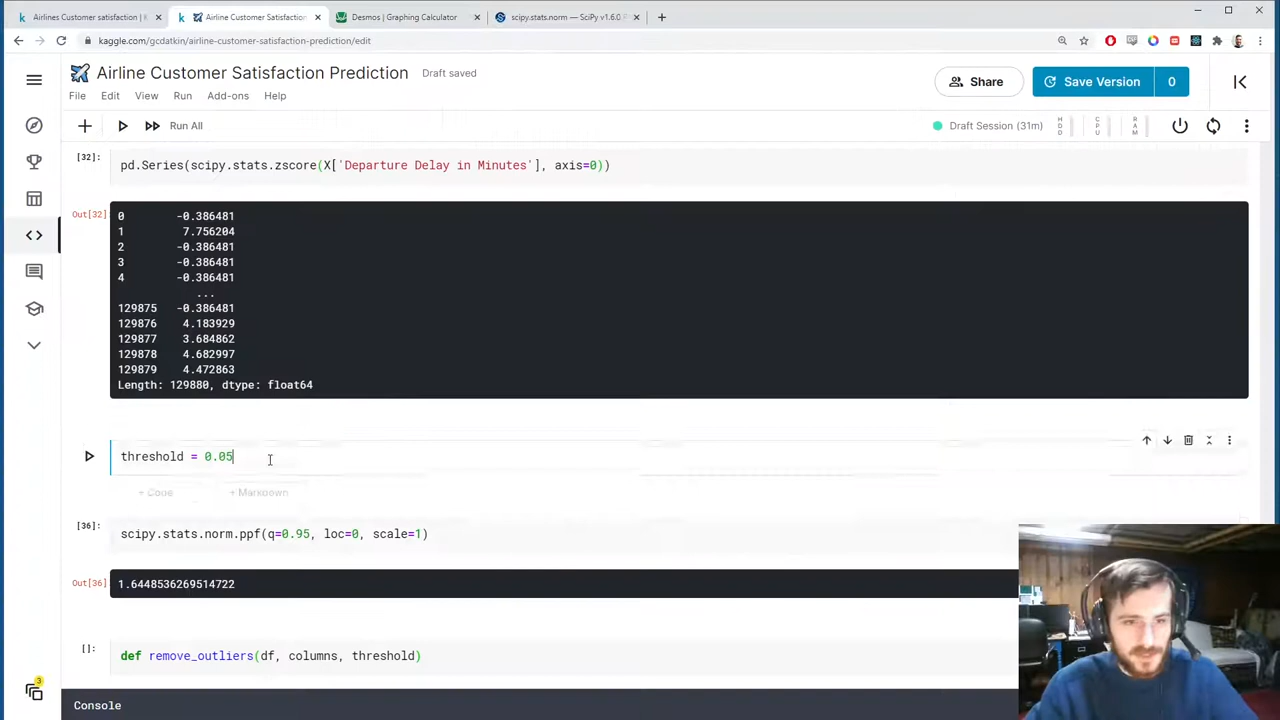 Airlines Customer satisfaction | K
Airline Customer Satisfaction
Desmos | Graphing Calculator
scipy.stats.norm — SciPy v1.6.0
kaggle.com/gcdatkin/airline-customer-satisfaction-prediction/edit
Airline Customer Satisfaction Prediction
Draft saved
Share
Save Version
0
File Edit View Run Add-ons Help
Run All
Draft Session (31m)
HDD
CPU
RAM
[32]:
pd.Series(scipy.stats.zscore(X['Departure Delay in Minutes'], axis=0))
Out[32]:
0 -0.386481
1 7.756204
2 -0.386481
3 -0.386481
4 -0.386481
...
129875 -0.386481
129876 4.183929
129877 3.684862
129878 4.682997
129879 4.472863
Length: 129880, dtype: float64
threshold = 0.05
+ Code
+ Markdown
[36]:
scipy.stats.norm.ppf(q=0.95, loc=0, scale=1)
Out[36]:
1.6448536269514722
[]:
def remove_outliers(df, columns, threshold)
3
Console